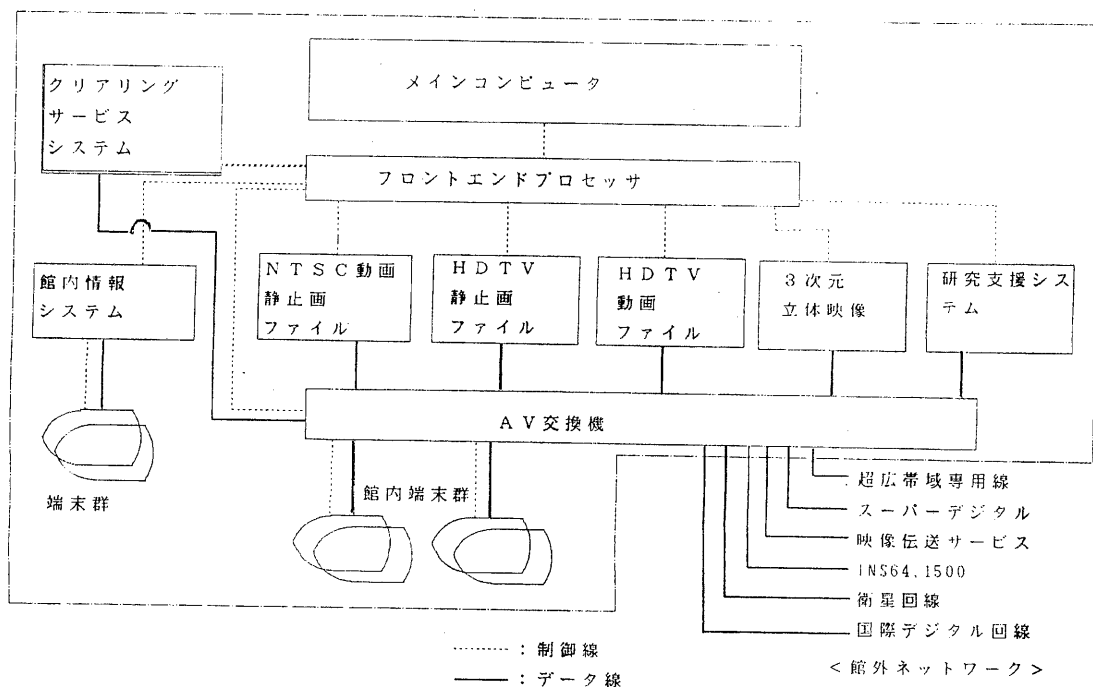 メインコンピュータ
クリアリング
サービス
システム
フロントエンドプロセッサ
館内情報
システム
NTSC動画
静止画
ファイル
HDTV
静止画
ファイル
HDTV
動画
ファイル
3次元
立体映像
研究支援シス
テム
AV交換機
端末群
館内端末群
超広帯域専用線
スーパーデジタル
映像伝送サービス
INS64,1500
衛星回線
国際デジタル回線
<館外ネットワーク>
:制御線
:データ線